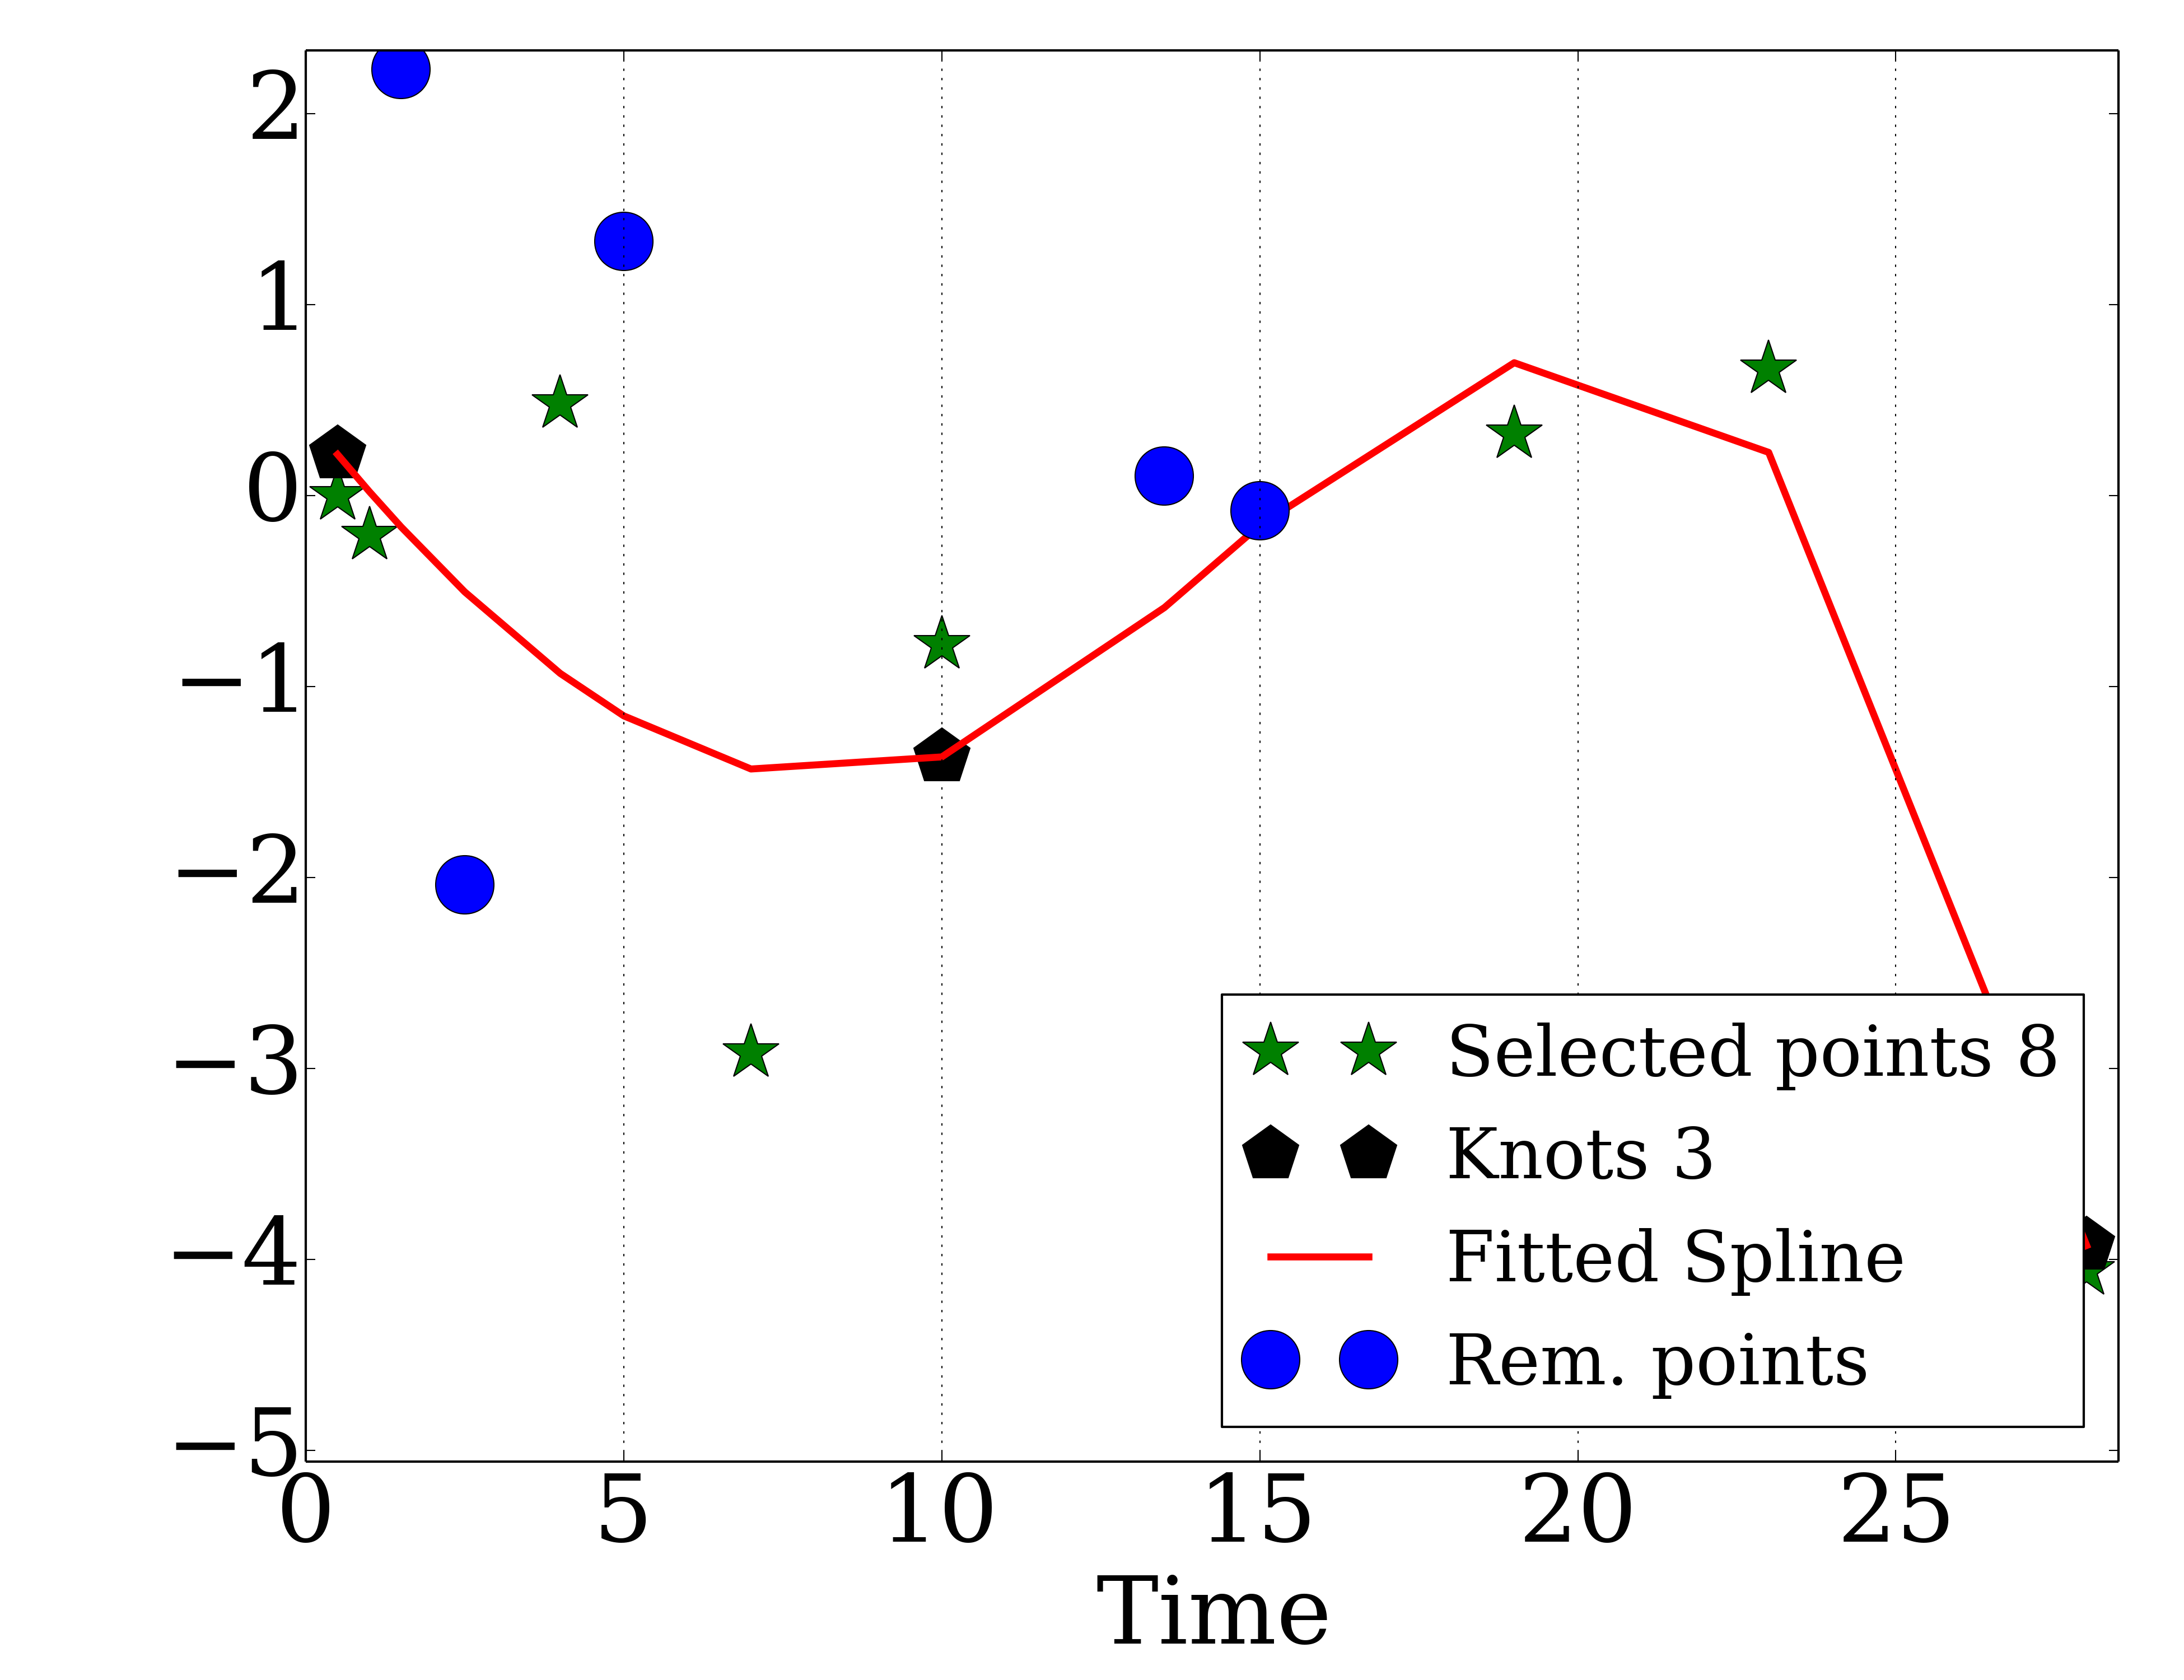 2
1
0
−1
−2
−3
−4
−5
0 5 10 15 20 25
Time
Selected points 8
Knots 3
Fitted Spline
Rem. points